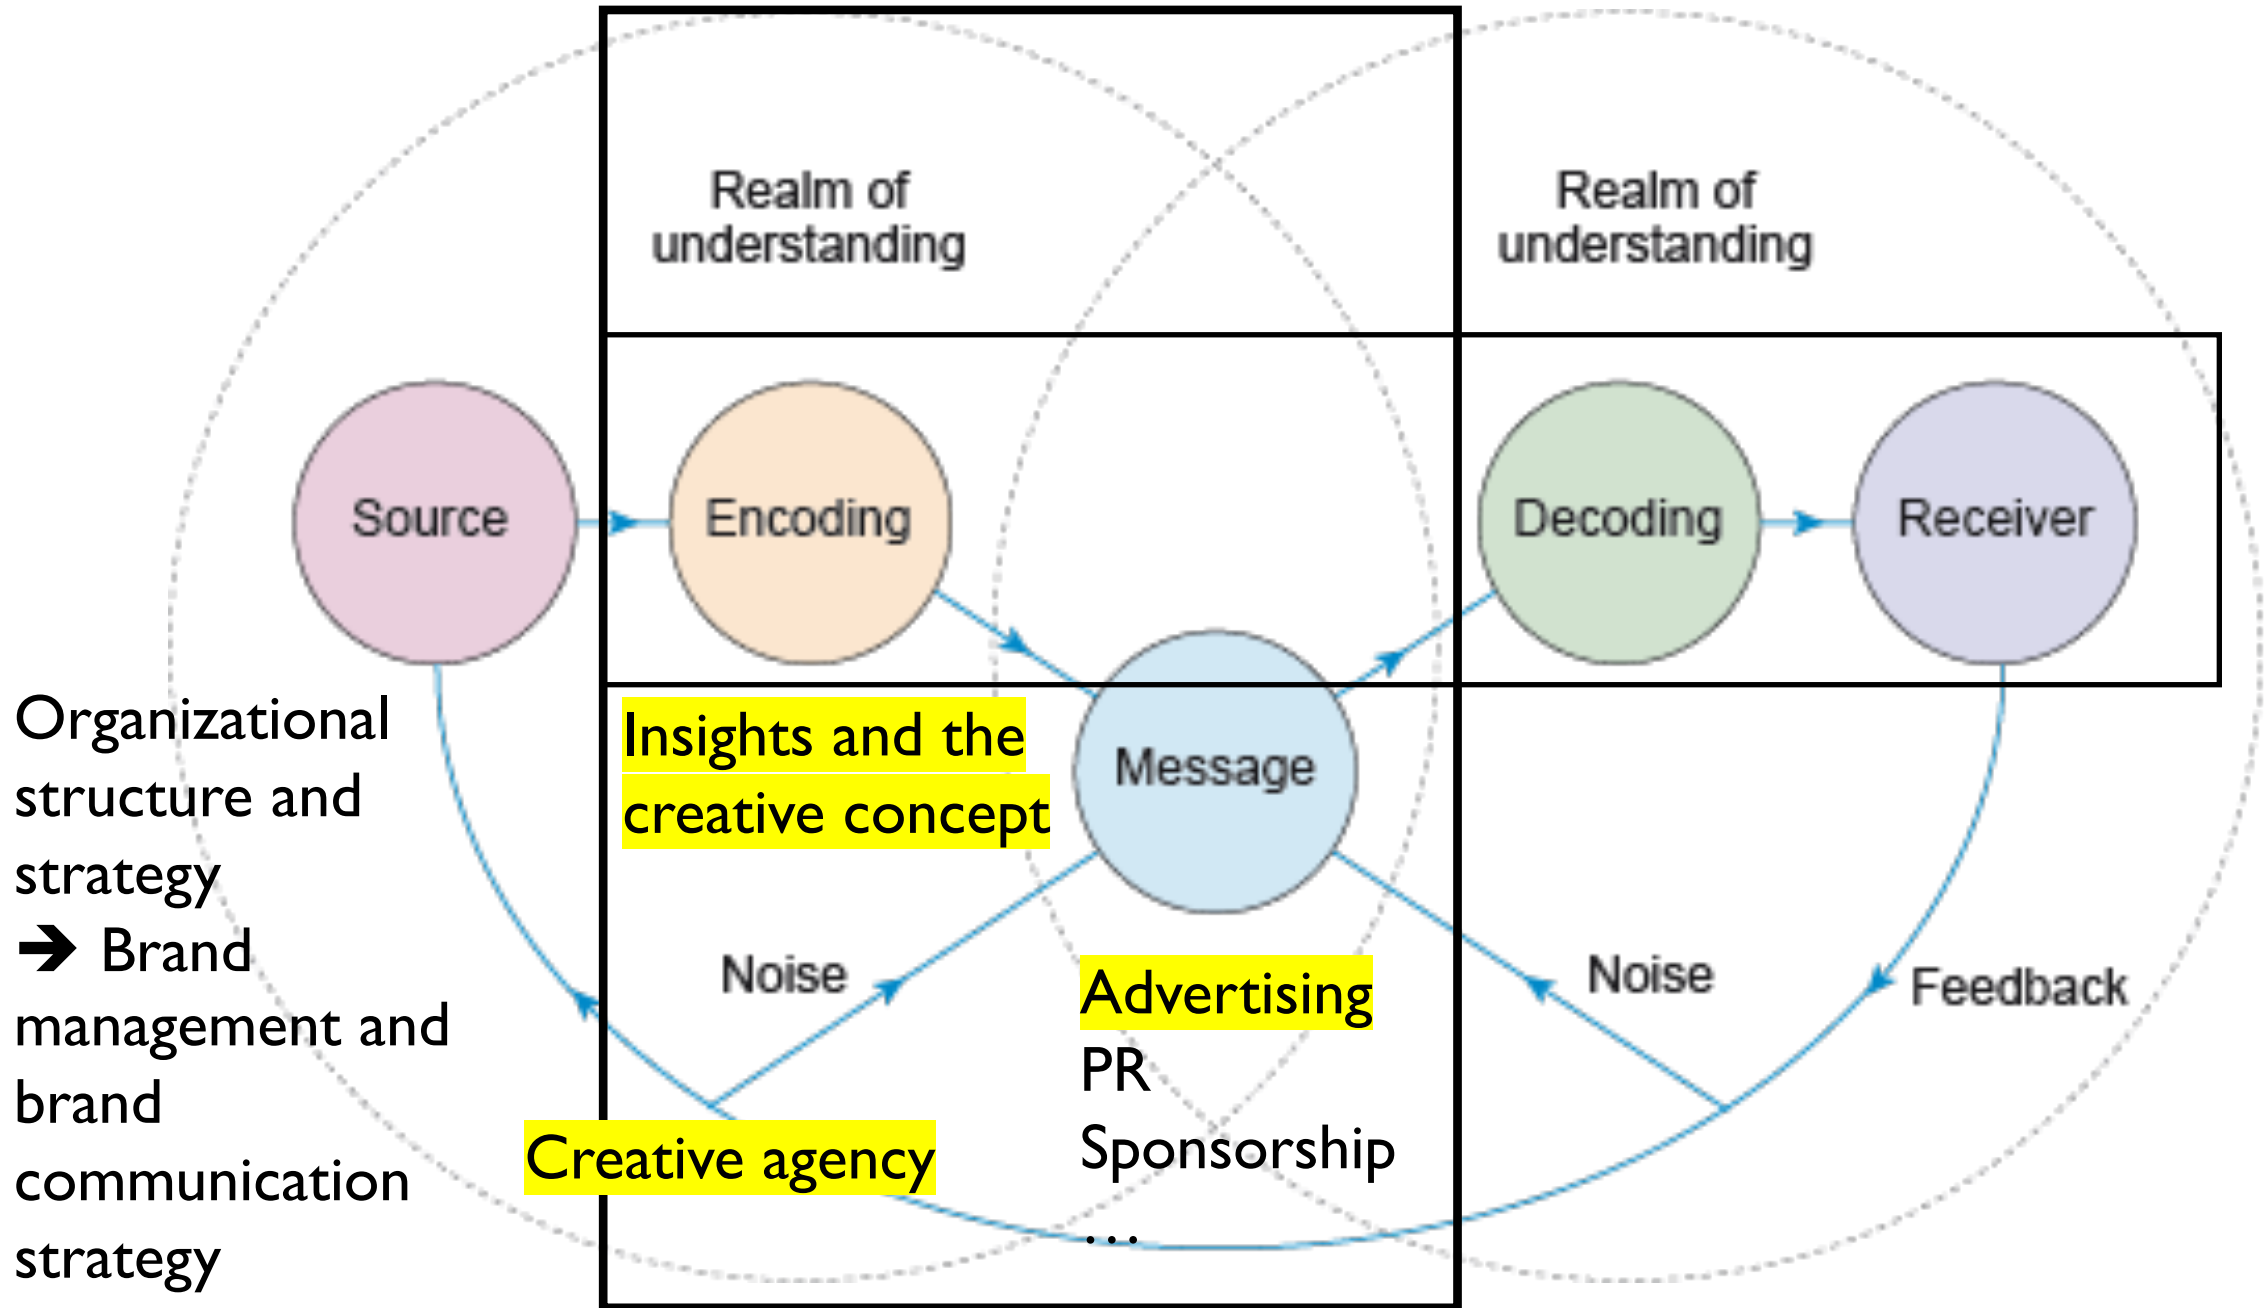 Realm of
understanding
Realm of
understanding
Source
Encoding
Decoding
Receiver
Message
Organizational
structure and
strategy
➔ Brand
management and
brand
communication
strategy
Insights and the
creative concept
Noise
Creative agency
Advertising
PR
Sponsorship
…
Noise
Feedback